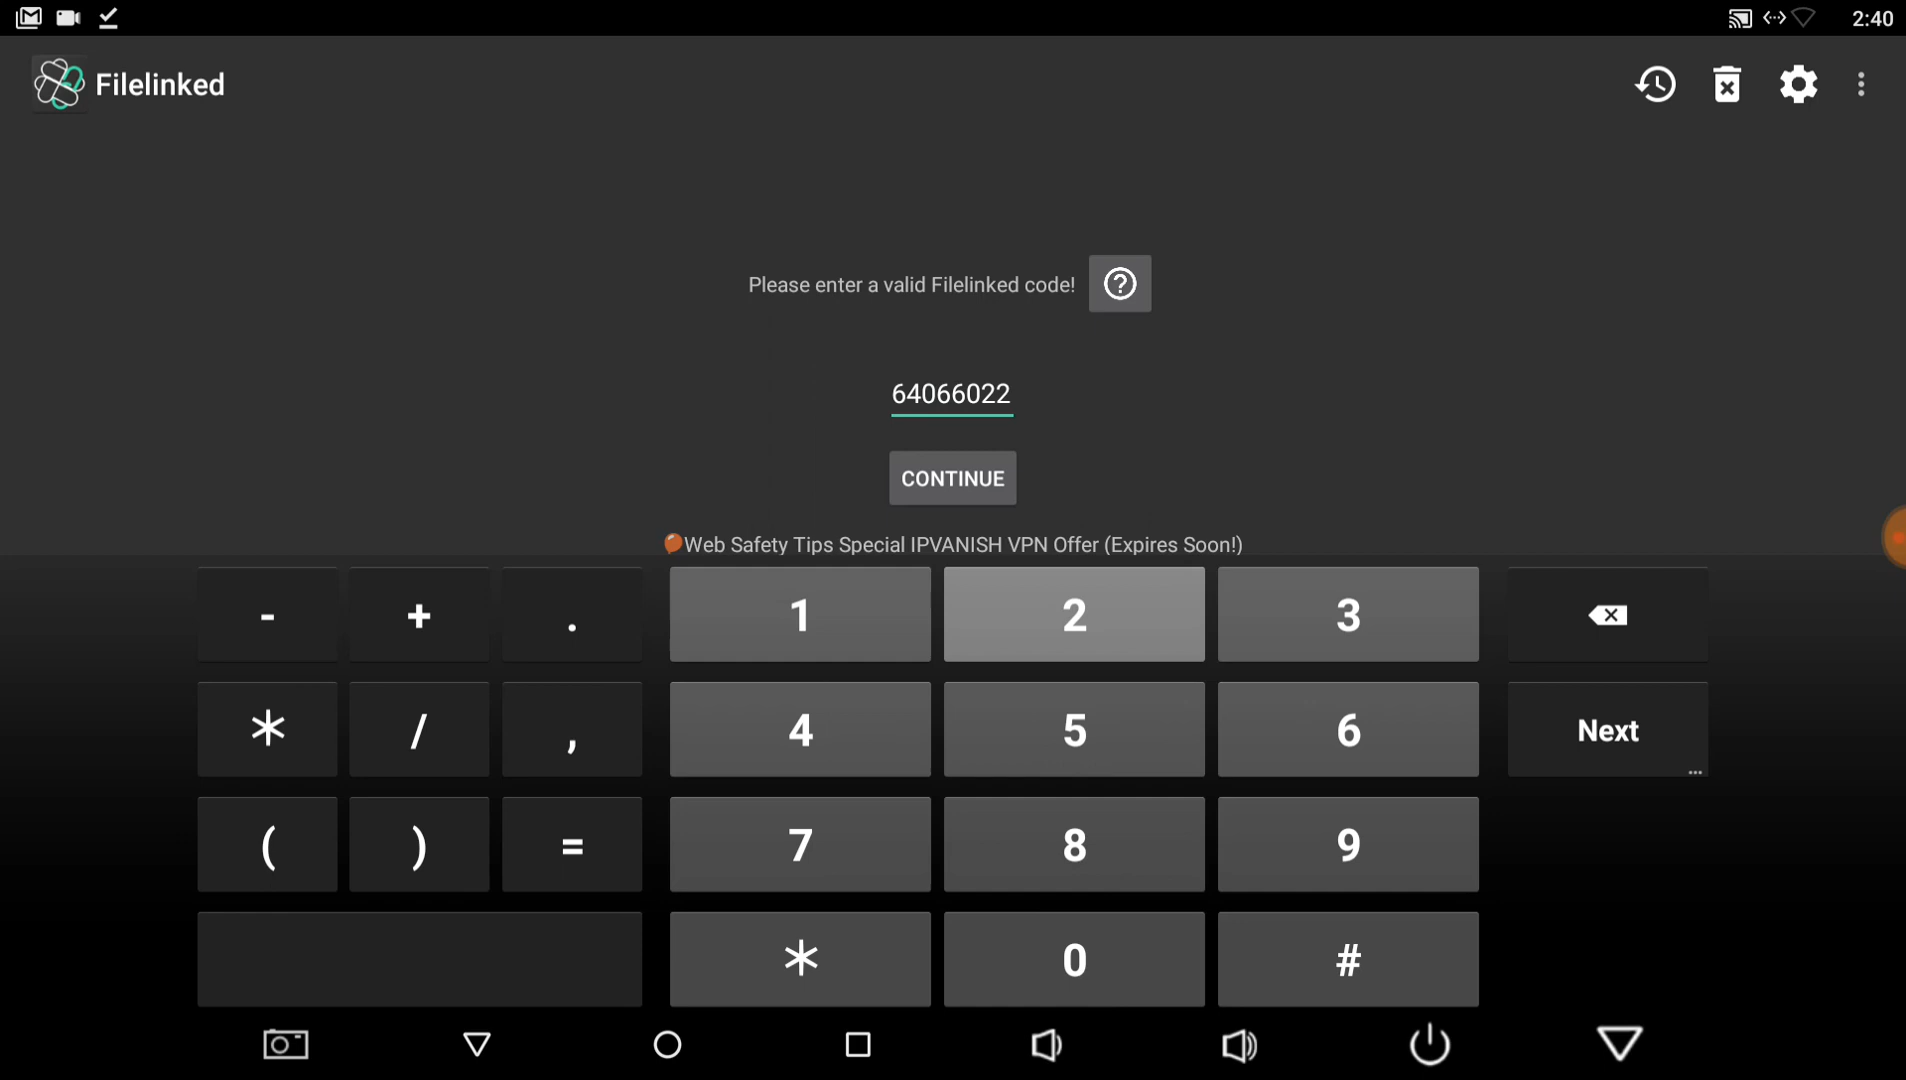 2:40
Filelinked
Please enter a valid Filelinked code!
64066022
CONTINUE
🎈Web Safety Tips Special IPVANISH VPN Offer (Expires Soon!)
- + . 1 2 3
* / , 4 5 6 Next
...
( ) = 7 8 9
* 0 #